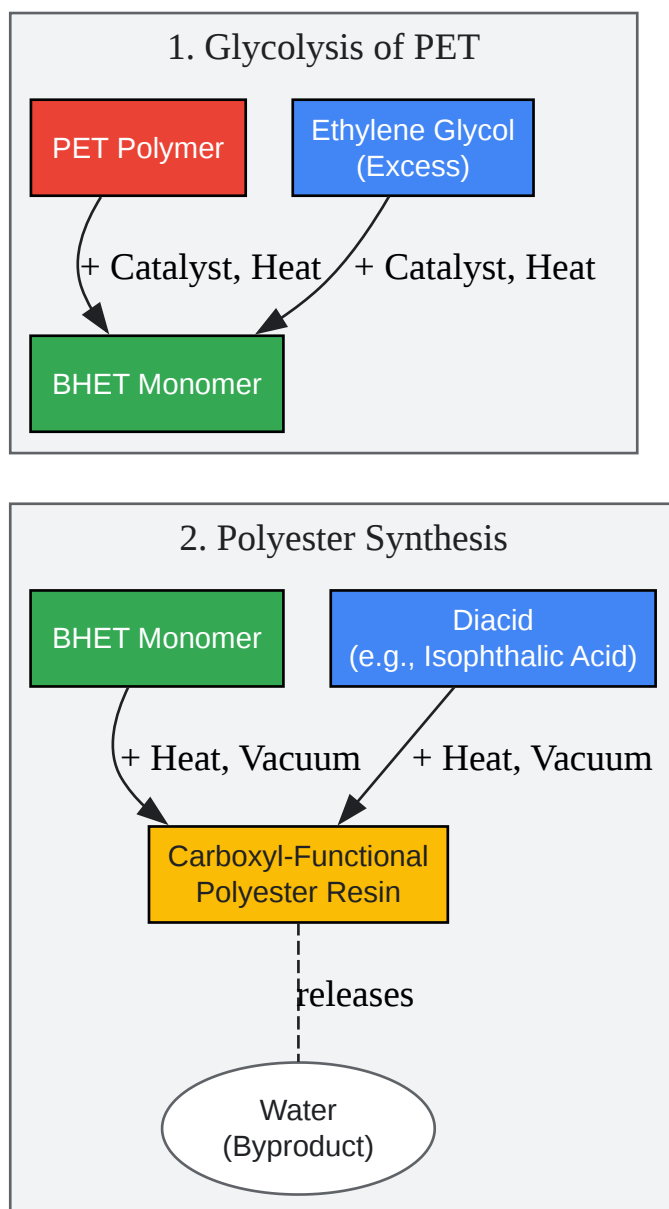 1. Glycolysis of PET
PET Polymer
Ethylene Glycol
(Excess)
+ Catalyst, Heat
+ Catalyst, Heat
BHET Monomer
2. Polyester Synthesis
BHET Monomer
Diacid
(e.g., Isophthalic Acid)
+ Heat, Vacuum
+ Heat, Vacuum
Carboxyl-Functional
Polyester Resin
releases
Water
(Byproduct)